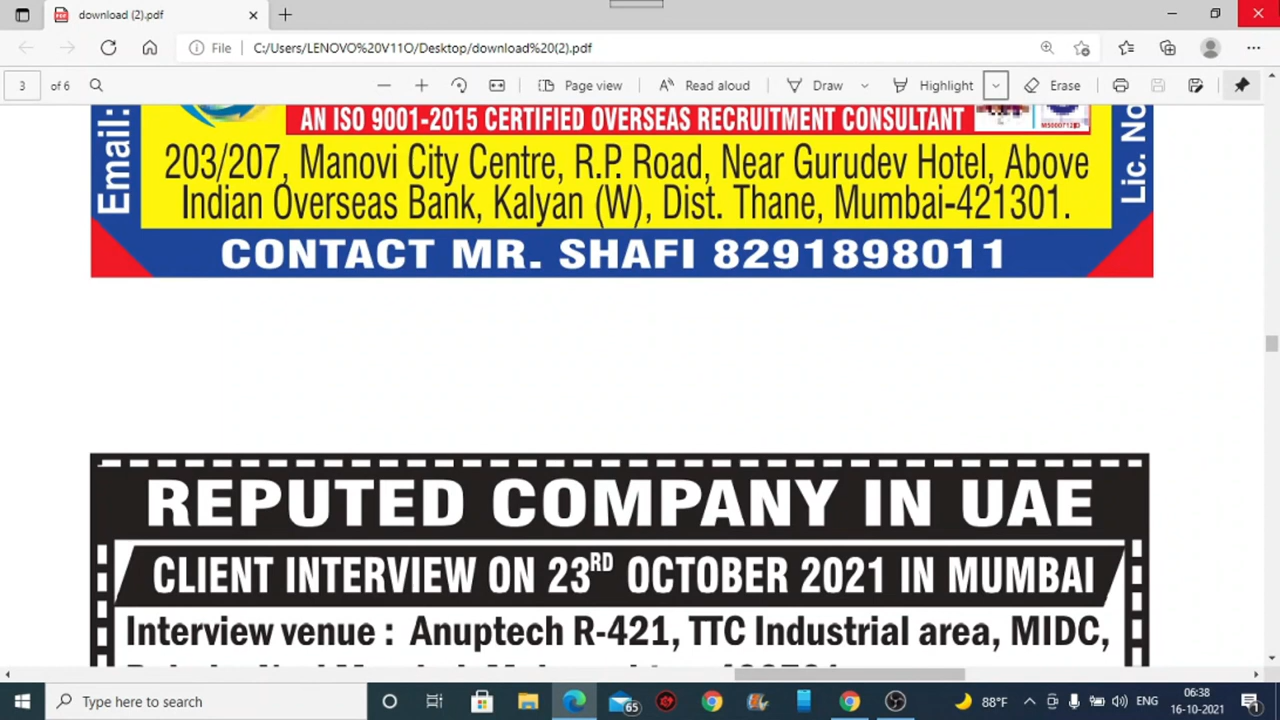 download (2).pdf
File
C:/Users/LENOVO%20V11O/Desktop/download%20(2).pdf
3 of 6
Page view
Read aloud
Draw
Highlight
Erase
Email:
AN ISO 9001-2015 CERTIFIED OVERSEAS RECRUITMENT CONSULTANT
Lic. No
203/207, Manovi City Centre, R.P. Road, Near Gurudev Hotel, Above
Indian Overseas Bank, Kalyan (W), Dist. Thane, Mumbai-421301.
CONTACT MR. SHAFI 8291898011
REPUTED COMPANY IN UAE
CLIENT INTERVIEW ON 23RD OCTOBER 2021 IN MUMBAI
Interview venue : Anuptech R-421, TTC Industrial area, MIDC,
Type here to search
65
88°F
ENG
06:38
16-10-2021
1